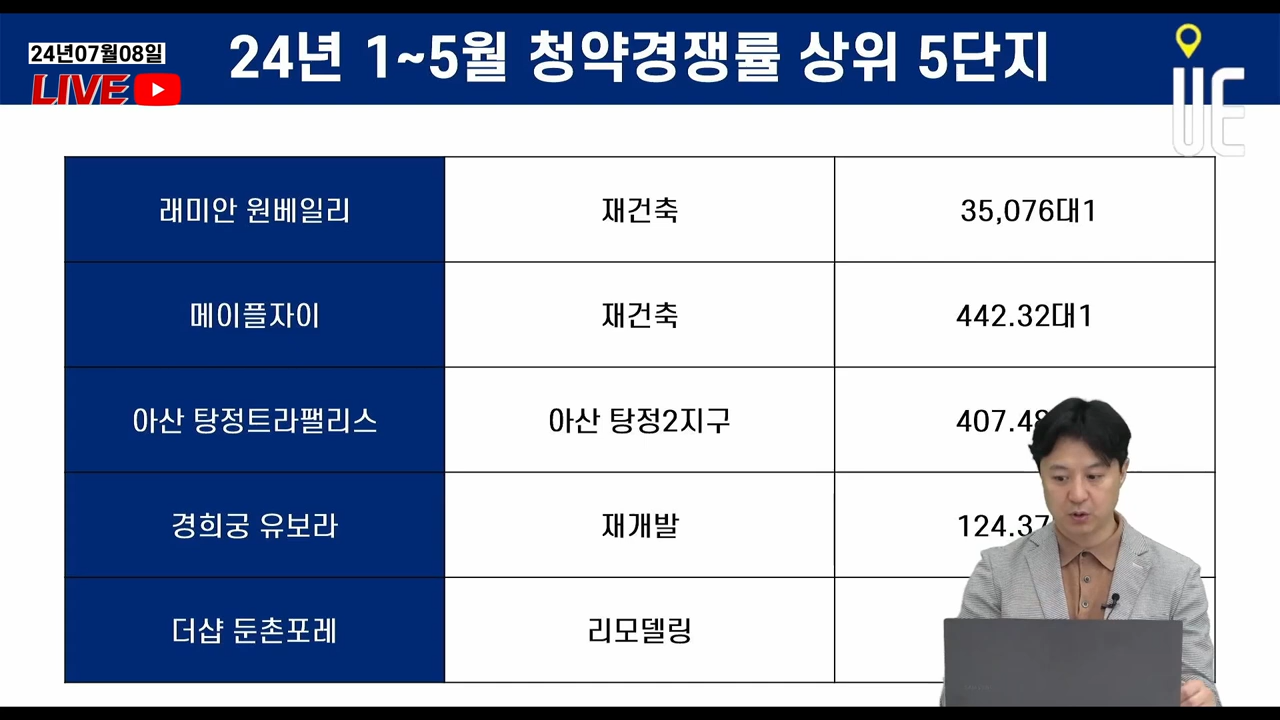 24년07월08일
LIVE
24년 1~5월 청약경쟁률 상위 5단지
UC
래미안 원베일리 재건축 35,076대1
메이플자이 재건축 442.32대1
아산 탕정트라팰리스 아산 탕정2지구
경희궁 유보라 재개발 124.37
더샵 둔촌포레 리모델링